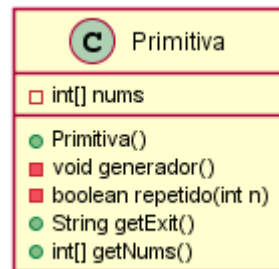 C Primitiva
int[] nums
Primitiva()
void generador()
boolean repetido(int n)
String getExit()
int[] getNums()